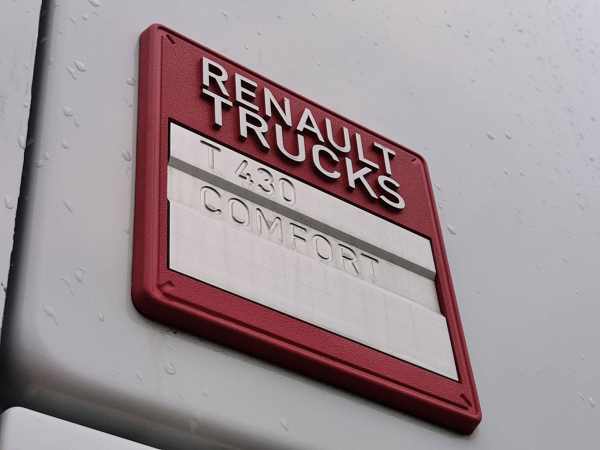 RENAULT
TRUCKS
T 430
COMFORT